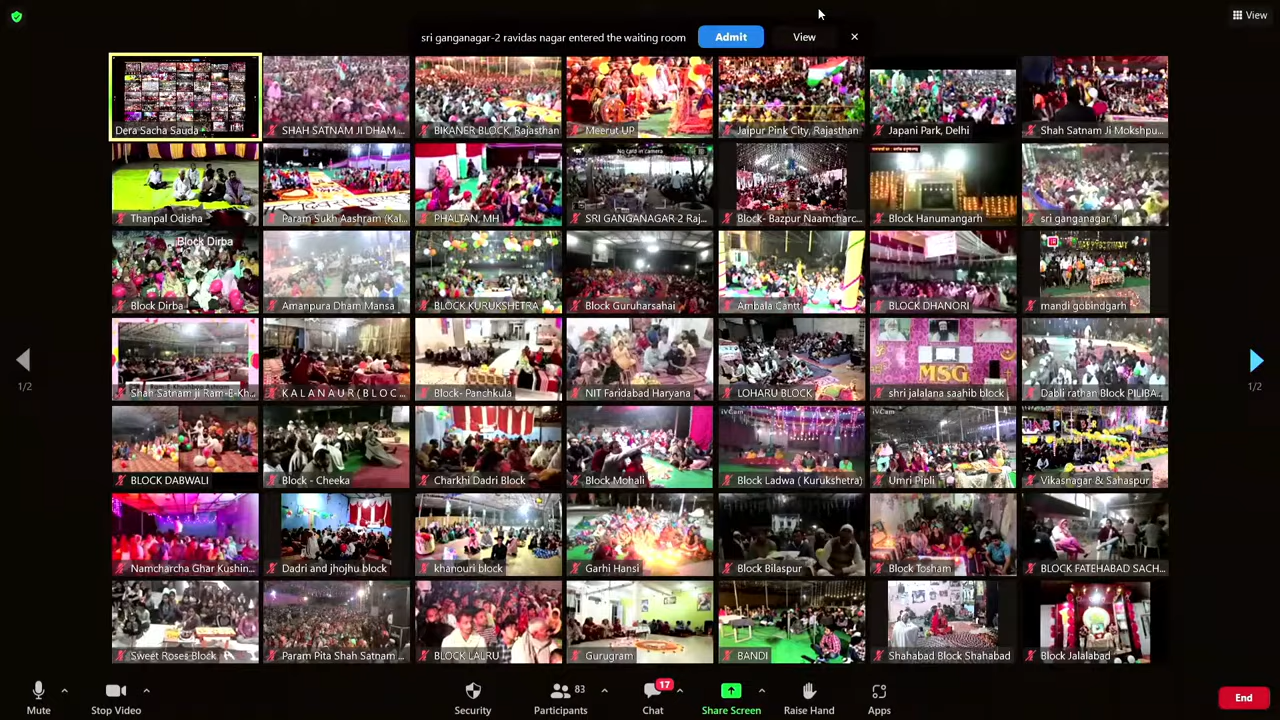 View
sri ganganagar-2 ravidas nagar entered the waiting room
Admit
View
Dera Sacha Sauda
SHAH SATNAM JI DHAM ...
BIKANER BLOCK, Rajasthan
Meerut UP
Jaipur Pink City, Rajasthan
Japani Park, Delhi
Shah Satnam Ji Mokshpu...
No card in camera
Thanpal Odisha
Param Sukh Aashram (Kal...
PHALTAN, MH
SRI GANGANAGAR-2 Raj...
Block- Bazpur Naamcharc...
Block Hanumangarh
sri ganganagar 1
Block Dirba
Block Dirba
Amanpura Dham Mansa
BLOCK KURUKSHETRA
Block Guruharsahai
Ambala Cantt
BLOCK DHANORI
mandi gobindgarh
1/2
Shah Satnam ji Ram-E-Kh...
K A L A N A U R ( B L O C ...
Block- Panchkula
NIT Faridabad Haryana
LOHARU BLOCK
MSG
shri jalalana saahib block
Dabli rathan Block PILIBA...
1/2
iVCam
iVCam
HAPPY
BLOCK DABWALI
Block - Cheeka
Charkhi Dadri Block
Block Mohali
Block Ladwa ( Kurukshetra)
Umri Pipli
Vikasnagar & Sahaspur
Namcharcha Ghar Kushin...
Dadri and jhojhu block
khanouri block
Garhi Hansi
Block Bilaspur
Block Tosham
BLOCK FATEHABAD SACH...
Sweet Roses Block
Param Pita Shah Satnam ...
BLOCK LALRU
Gurugram
BANDI
Shahabad Block Shahabad
Block Jalalabad
Mute
Stop Video
Security
Participants
83
Chat
17
Share Screen
Raise Hand
Apps
End